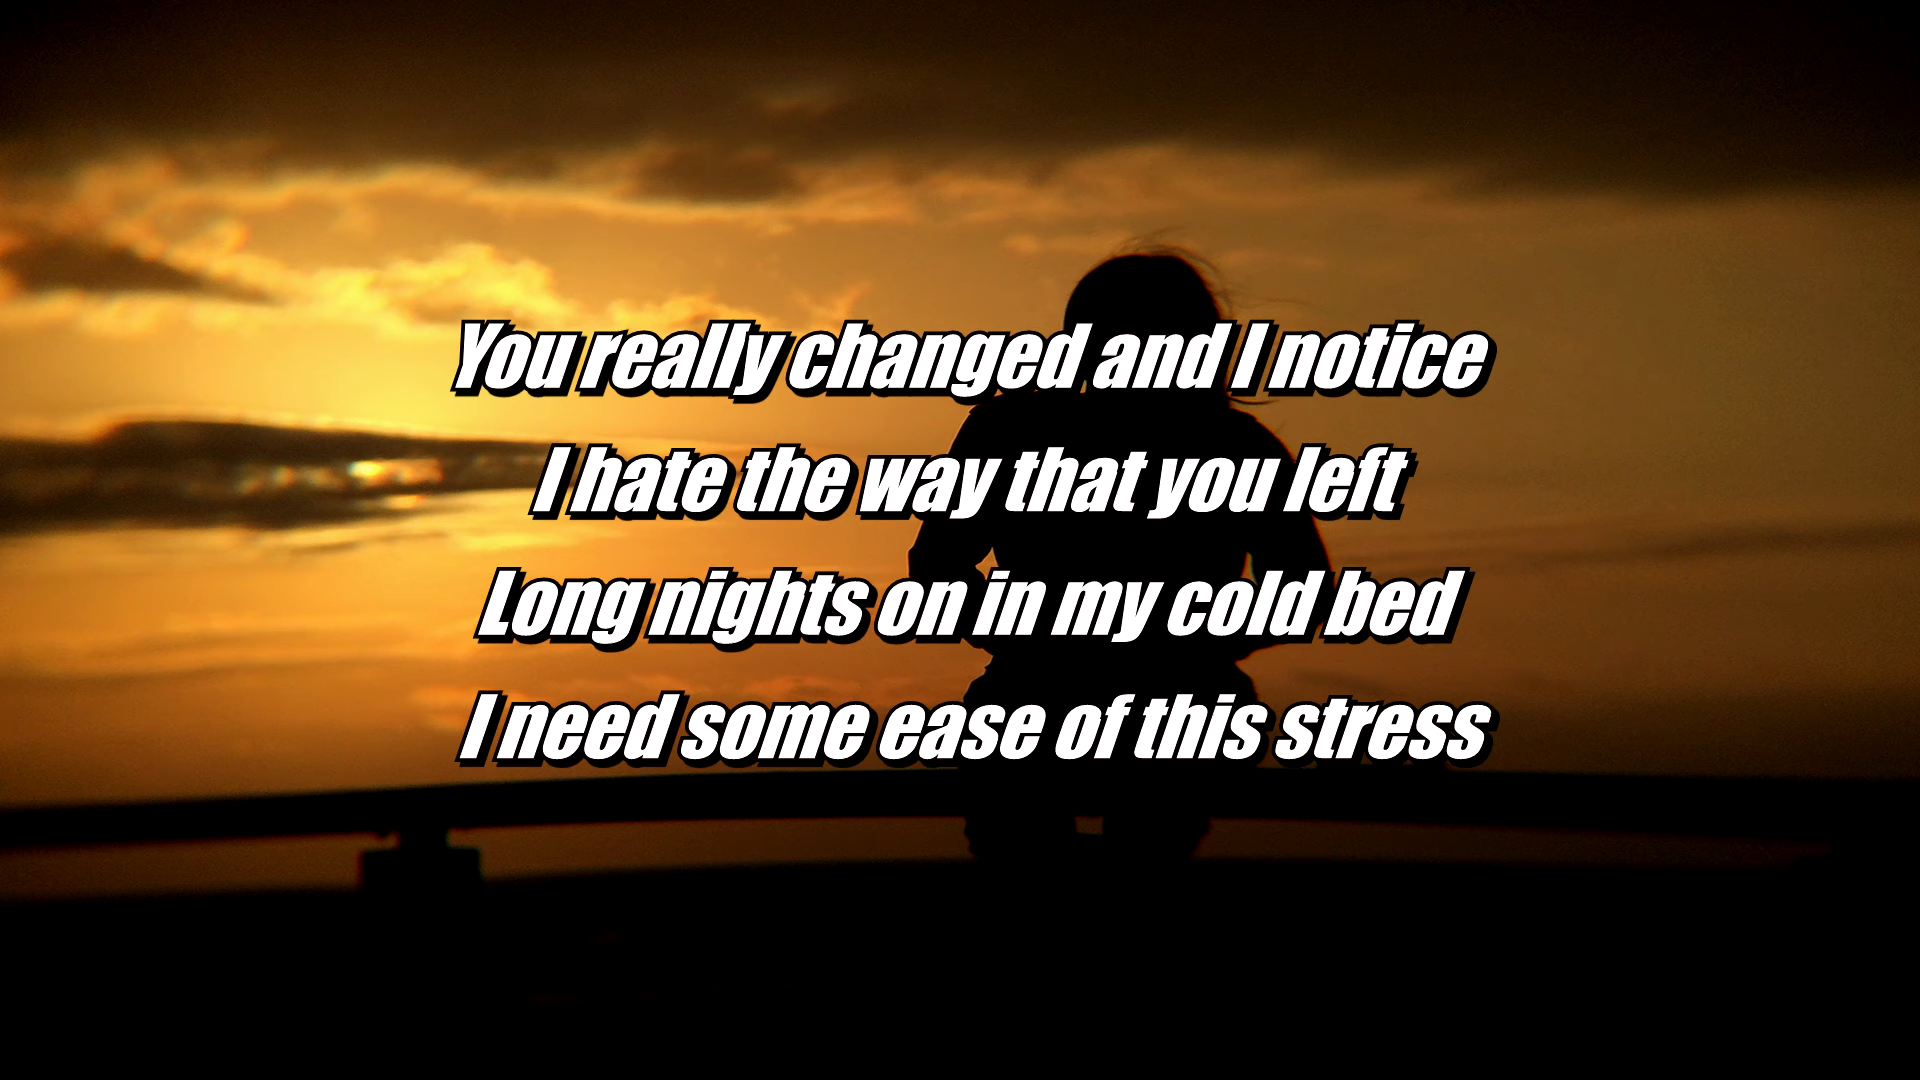 You really changed and I notice
I hate the way that you left
Long nights on in my cold bed
I need some ease of this stress